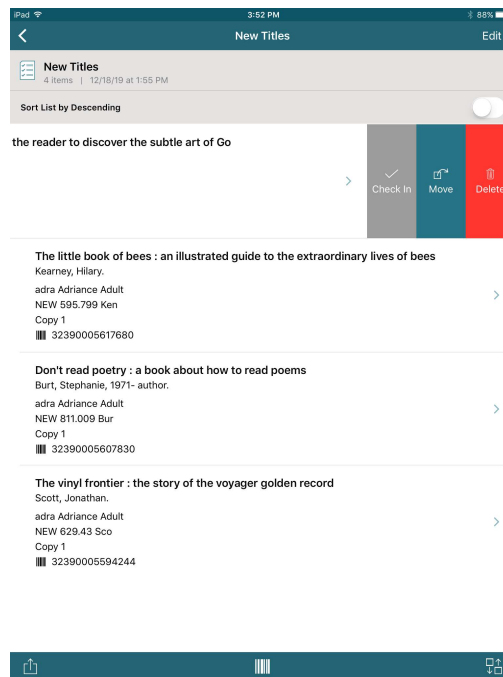 iPad 3:52 PM 88%
New Titles Edit
New Titles
4 items | 12/18/19 at 1:55 PM
Sort List by Descending
the reader to discover the subtle art of Go
Check In Move Delete
The little book of bees : an illustrated guide to the extraordinary lives of bees
Kearney, Hilary.
adra Adriance Adult
NEW 595.799 Ken
Copy 1
32390005617680
Don't read poetry : a book about how to read poems
Burt, Stephanie, 1971- author.
adra Adriance Adult
NEW 811.009 Bur
Copy 1
32390005607830
The vinyl frontier : the story of the voyager golden record
Scott, Jonathan.
adra Adriance Adult
NEW 629.43 Sco
Copy 1
32390005594244